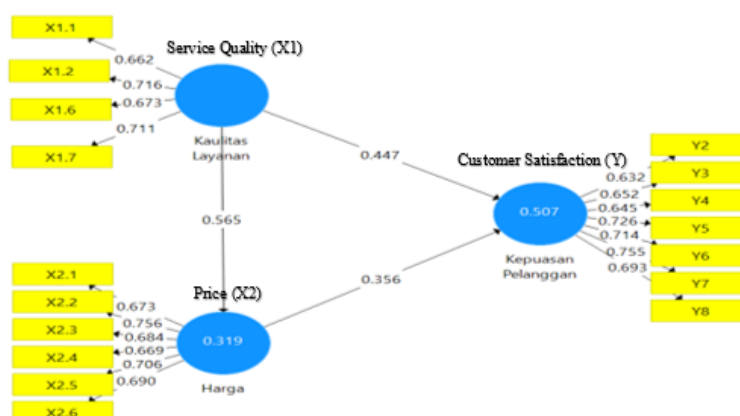 X1.1
Service Quality (X1)
0.662
X1.2
0.716
X1.6
0.673
0.711
X1.7
Kaulitas
Layanan
0.447
Customer Satisfaction (Y)
Y2
0.632
Y3
0.652
0.645
Y4
0.507
0.726
Y5
0.714
0.565
Kepuasan
Pelanggan
0.755
Y6
0.693
Y7
Y8
0.356
X2.1
Price (X2)
0.673
X2.2
0.756
X2.3
0.684
0.319
X2.4
0.669
0.706
X2.5
0.690
Harga
X2.6